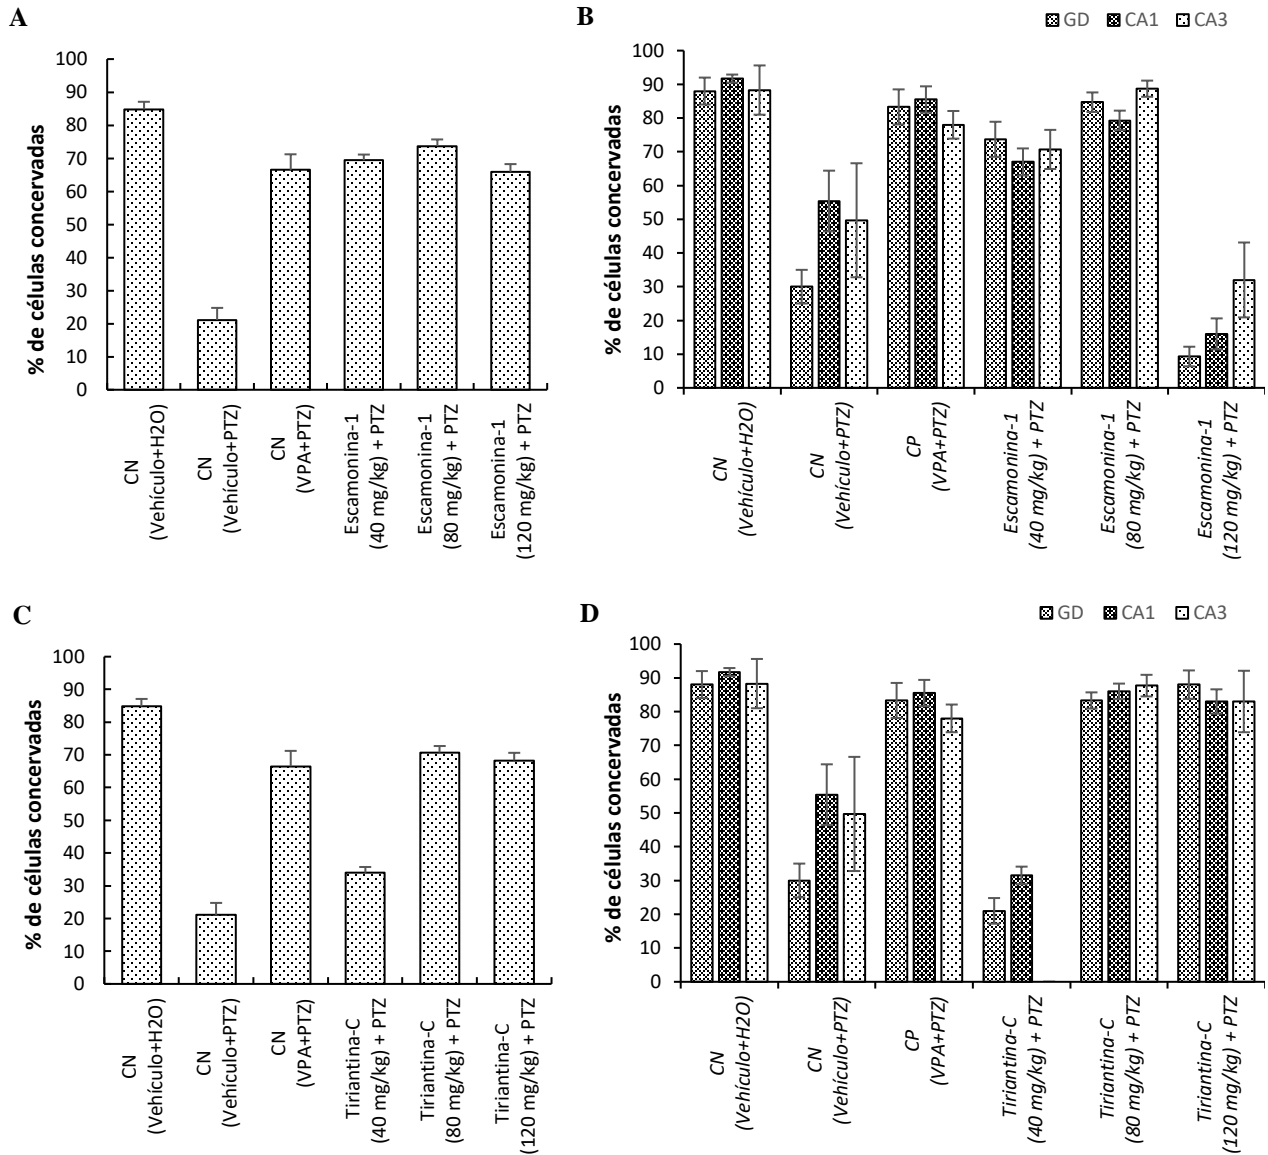 A
% de células concervadas
100
90
80
70
60
50
40
30
20
10
0
CN
(Vehículo+H2O)
CN
(Vehículo+PTZ)
CN
(VPA+PTZ)
Escamonina-1
(40 mg/kg) + PTZ
Escamonina-1
(80 mg/kg) + PTZ
Escamonina-1
(120 mg/kg) + PTZ
B
GD CA1 CA3
% de células concervadas
100
90
80
70
60
50
40
30
20
10
0
CN
(Vehículo+H2O)
CN
(Vehículo+PTZ)
CP
(VPA+PTZ)
Escamonina-1
(40 mg/kg) + PTZ
Escamonina-1
(80 mg/kg) + PTZ
Escamonina-1
(120 mg/kg) + PTZ
C
% de células concervadas
100
90
80
70
60
50
40
30
20
10
0
CN
(Vehículo+H2O)
CN
(Vehículo+PTZ)
CN
(VPA+PTZ)
Tiriantina-C
(40 mg/kg) + PTZ
Tiriantina-C
(80 mg/kg) + PTZ
Tiriantina-C
(120 mg/kg) + PTZ
D
GD CA1 CA3
% de células concervadas
100
90
80
70
60
50
40
30
20
10
0
CN
(Vehículo+H2O)
CN
(Vehículo+PTZ)
CP
(VPA+PTZ)
Tiriantina-C
(40 mg/kg) + PTZ
Tiriantina-C
(80 mg/kg) + PTZ
Tiriantina-C
(120 mg/kg) + PTZ